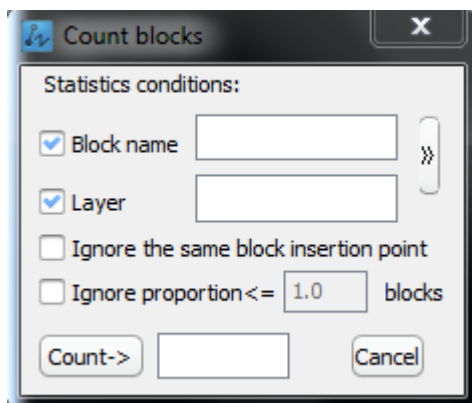 Count blocks
x
Statistics conditions:
Block name
»
Layer
Ignore the same block insertion point
Ignore proportion<= 1.0 blocks
Count-> Cancel